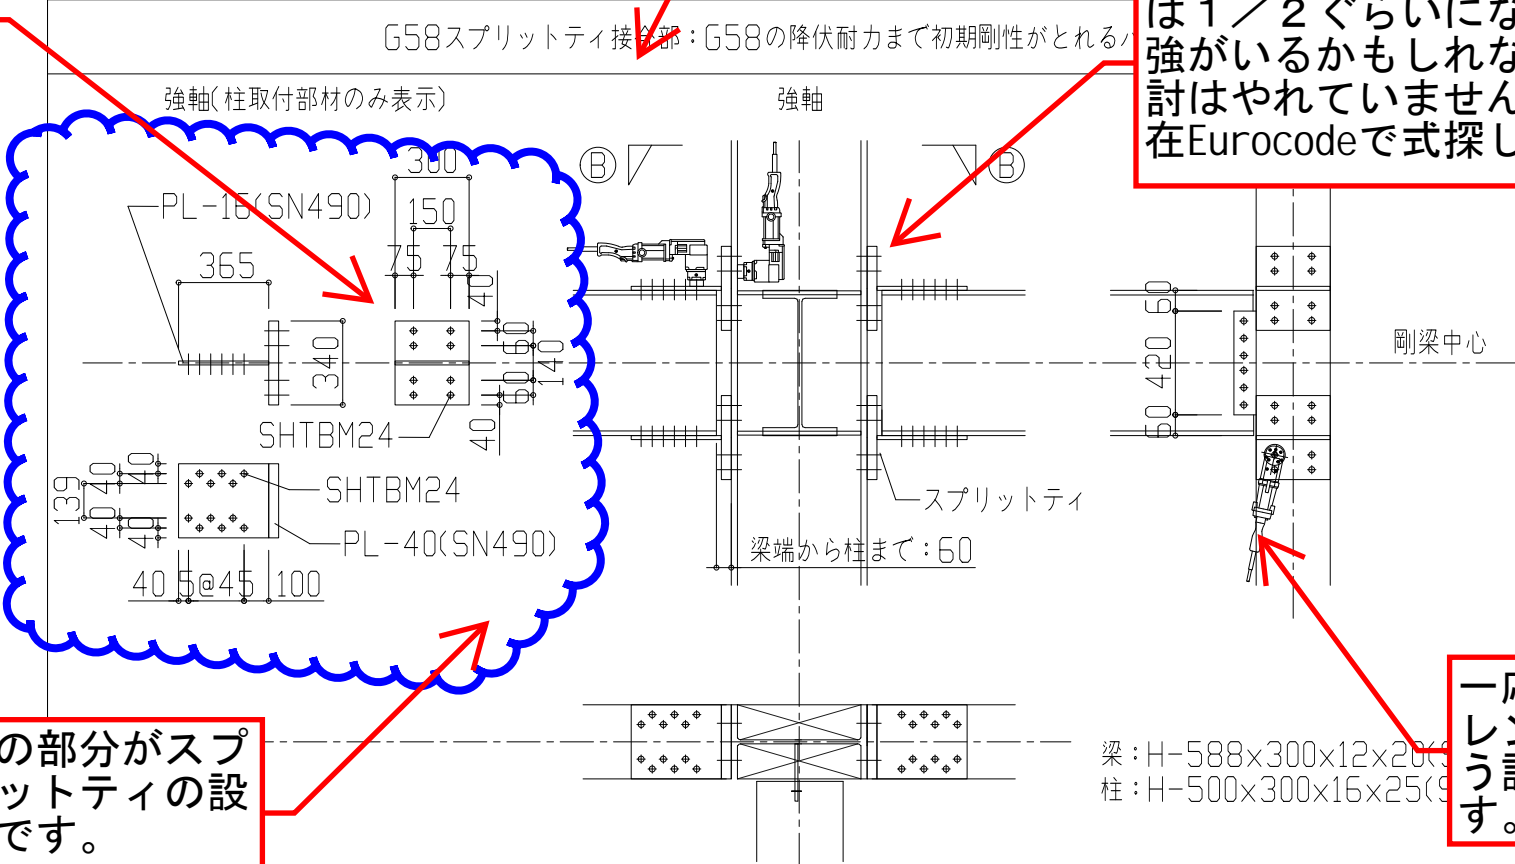 G58スプリットティ接合部：G58の降伏耐力まで初期剛性がとれる
は１／２ぐらいにな
強がいるかもしれな
討はやれていません
在Eurocodeで式探し
強軸(柱取付部材のみ表示)
強軸
300
B
B
PL-16(SN490)
150
365
75
75
40
60
60
140
40
340
SHTBM24
60
420
60
剛梁中心
SHTBM24
139
40
40
40
40
PL-40(SN490)
スプリットティ
40
5@45
100
梁端から柱まで：60
の部分がスプ
ットティの設
です。
梁：H-588x300x12x20(
柱：H-500x300x16x25(
レン
う
す。